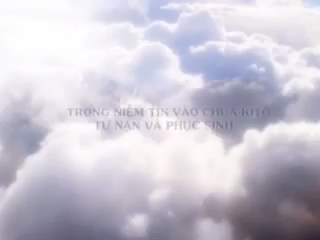 TRONG NIỀM TIN VÀO CHÚA KITÔ
TỬ NẠN VÀ PHỤC SINH